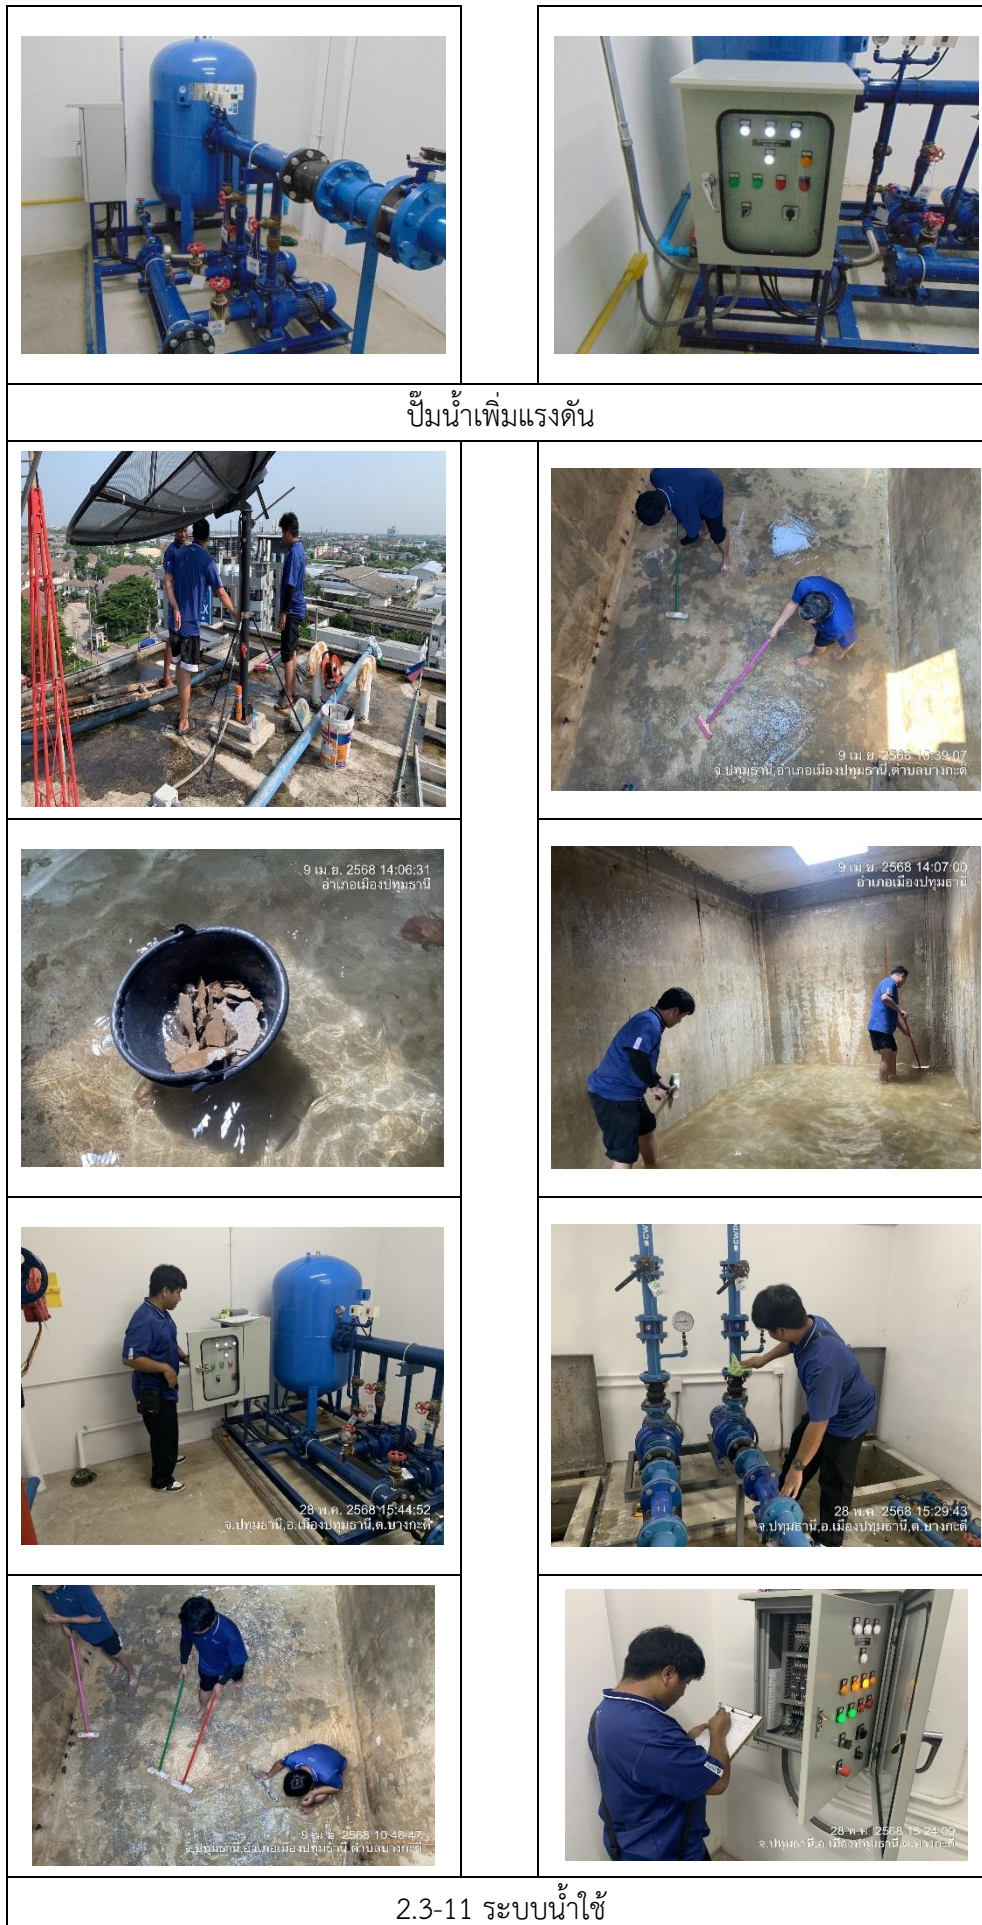 ปั๊มน้ำเพิ่มแรงดัน
9 เม.ย. 2568 10:39:07
จ.ปทุมธานี,อำเภอเมืองปทุมธานี,ตำบลบางกะดี
9 เม.ย. 2568 14:06:31
อำเภอเมืองปทุมธานี
9 เม.ย. 2568 14:07:00
อำเภอเมืองปทุมธานี
28 พ.ค. 2568 15:44:52
จ.ปทุมธานี,อ.เมืองปทุมธานี,ต.บางกะดี
28 พ.ค. 2568 15:29:43
จ.ปทุมธานี,อ.เมืองปทุมธานี,ต.บางกะดี
9 เม.ย. 2568 10:46:47
จ.ปทุมธานี,อำเภอเมืองปทุมธานี,ตำบลบางกะดี
28 พ.ค. 2568 15:24:09
จ.ปทุมธานี,อ.เมืองปทุมธานี,ต.บางกะดี
2.3-11 ระบบน้ำใช้